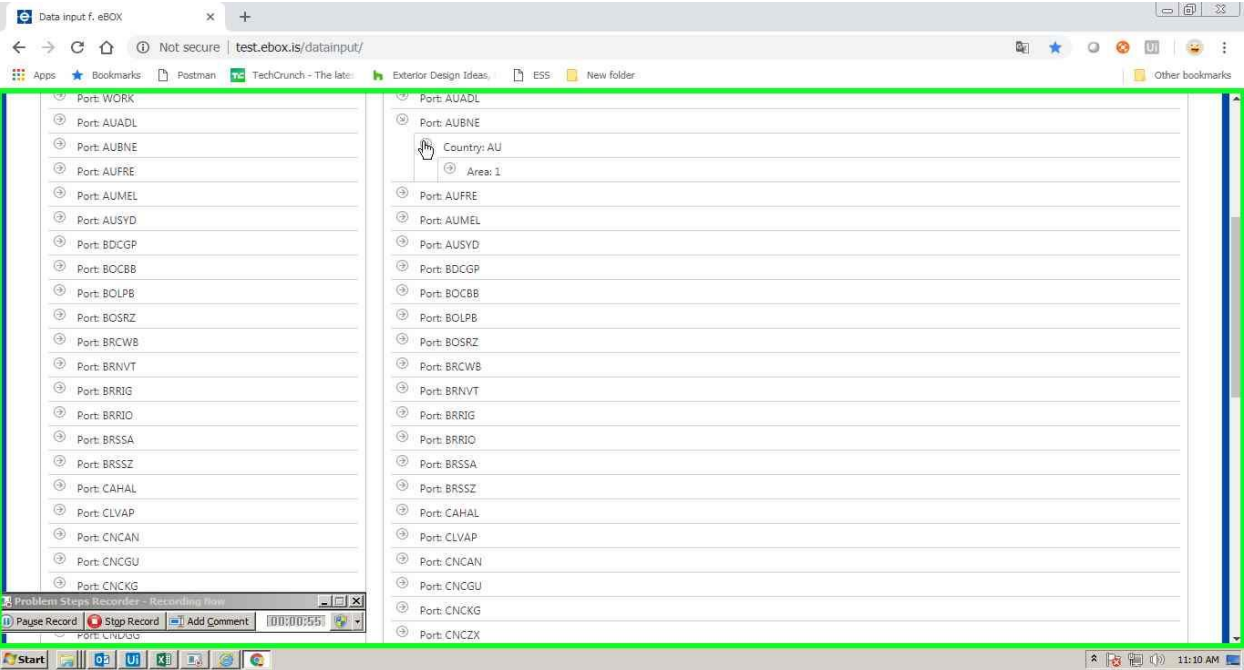 Data input f. eBOX
Not secure | test.ebox.is/datainput/
Apps Bookmarks Postman TechCrunch - The late Exterior Design Ideas, ESS New folder Other bookmarks
Port: WORK
Port: AUADL
Port: AUBNE
Port: AUFRE
Port: AUMEL
Port: AUSYD
Port: BDCGP
Port: BOCBB
Port: BOLPB
Port: BOSRZ
Port: BRCWB
Port: BRNVT
Port: BRRIG
Port: BRRIO
Port: BRSSA
Port: BRSSZ
Port: CAHAL
Port: CLVAP
Port: CNCAN
Port: CNCGU
Port: CNCKG
Port: CNDGG
Port: AUADL
Port: AUBNE
Country: AU
Area: 1
Port: AUFRE
Port: AUMEL
Port: AUSYD
Port: BDCGP
Port: BOCBB
Port: BOLPB
Port: BOSRZ
Port: BRCWB
Port: BRNVT
Port: BRRIG
Port: BRRIO
Port: BRSSA
Port: BRSSZ
Port: CAHAL
Port: CLVAP
Port: CNCAN
Port: CNCGU
Port: CNCKG
Port: CNCZX
Problem Steps Recorder - Recording Now
Pause Record Stop Record Add Comment 00:00:55
Start 11:10 AM